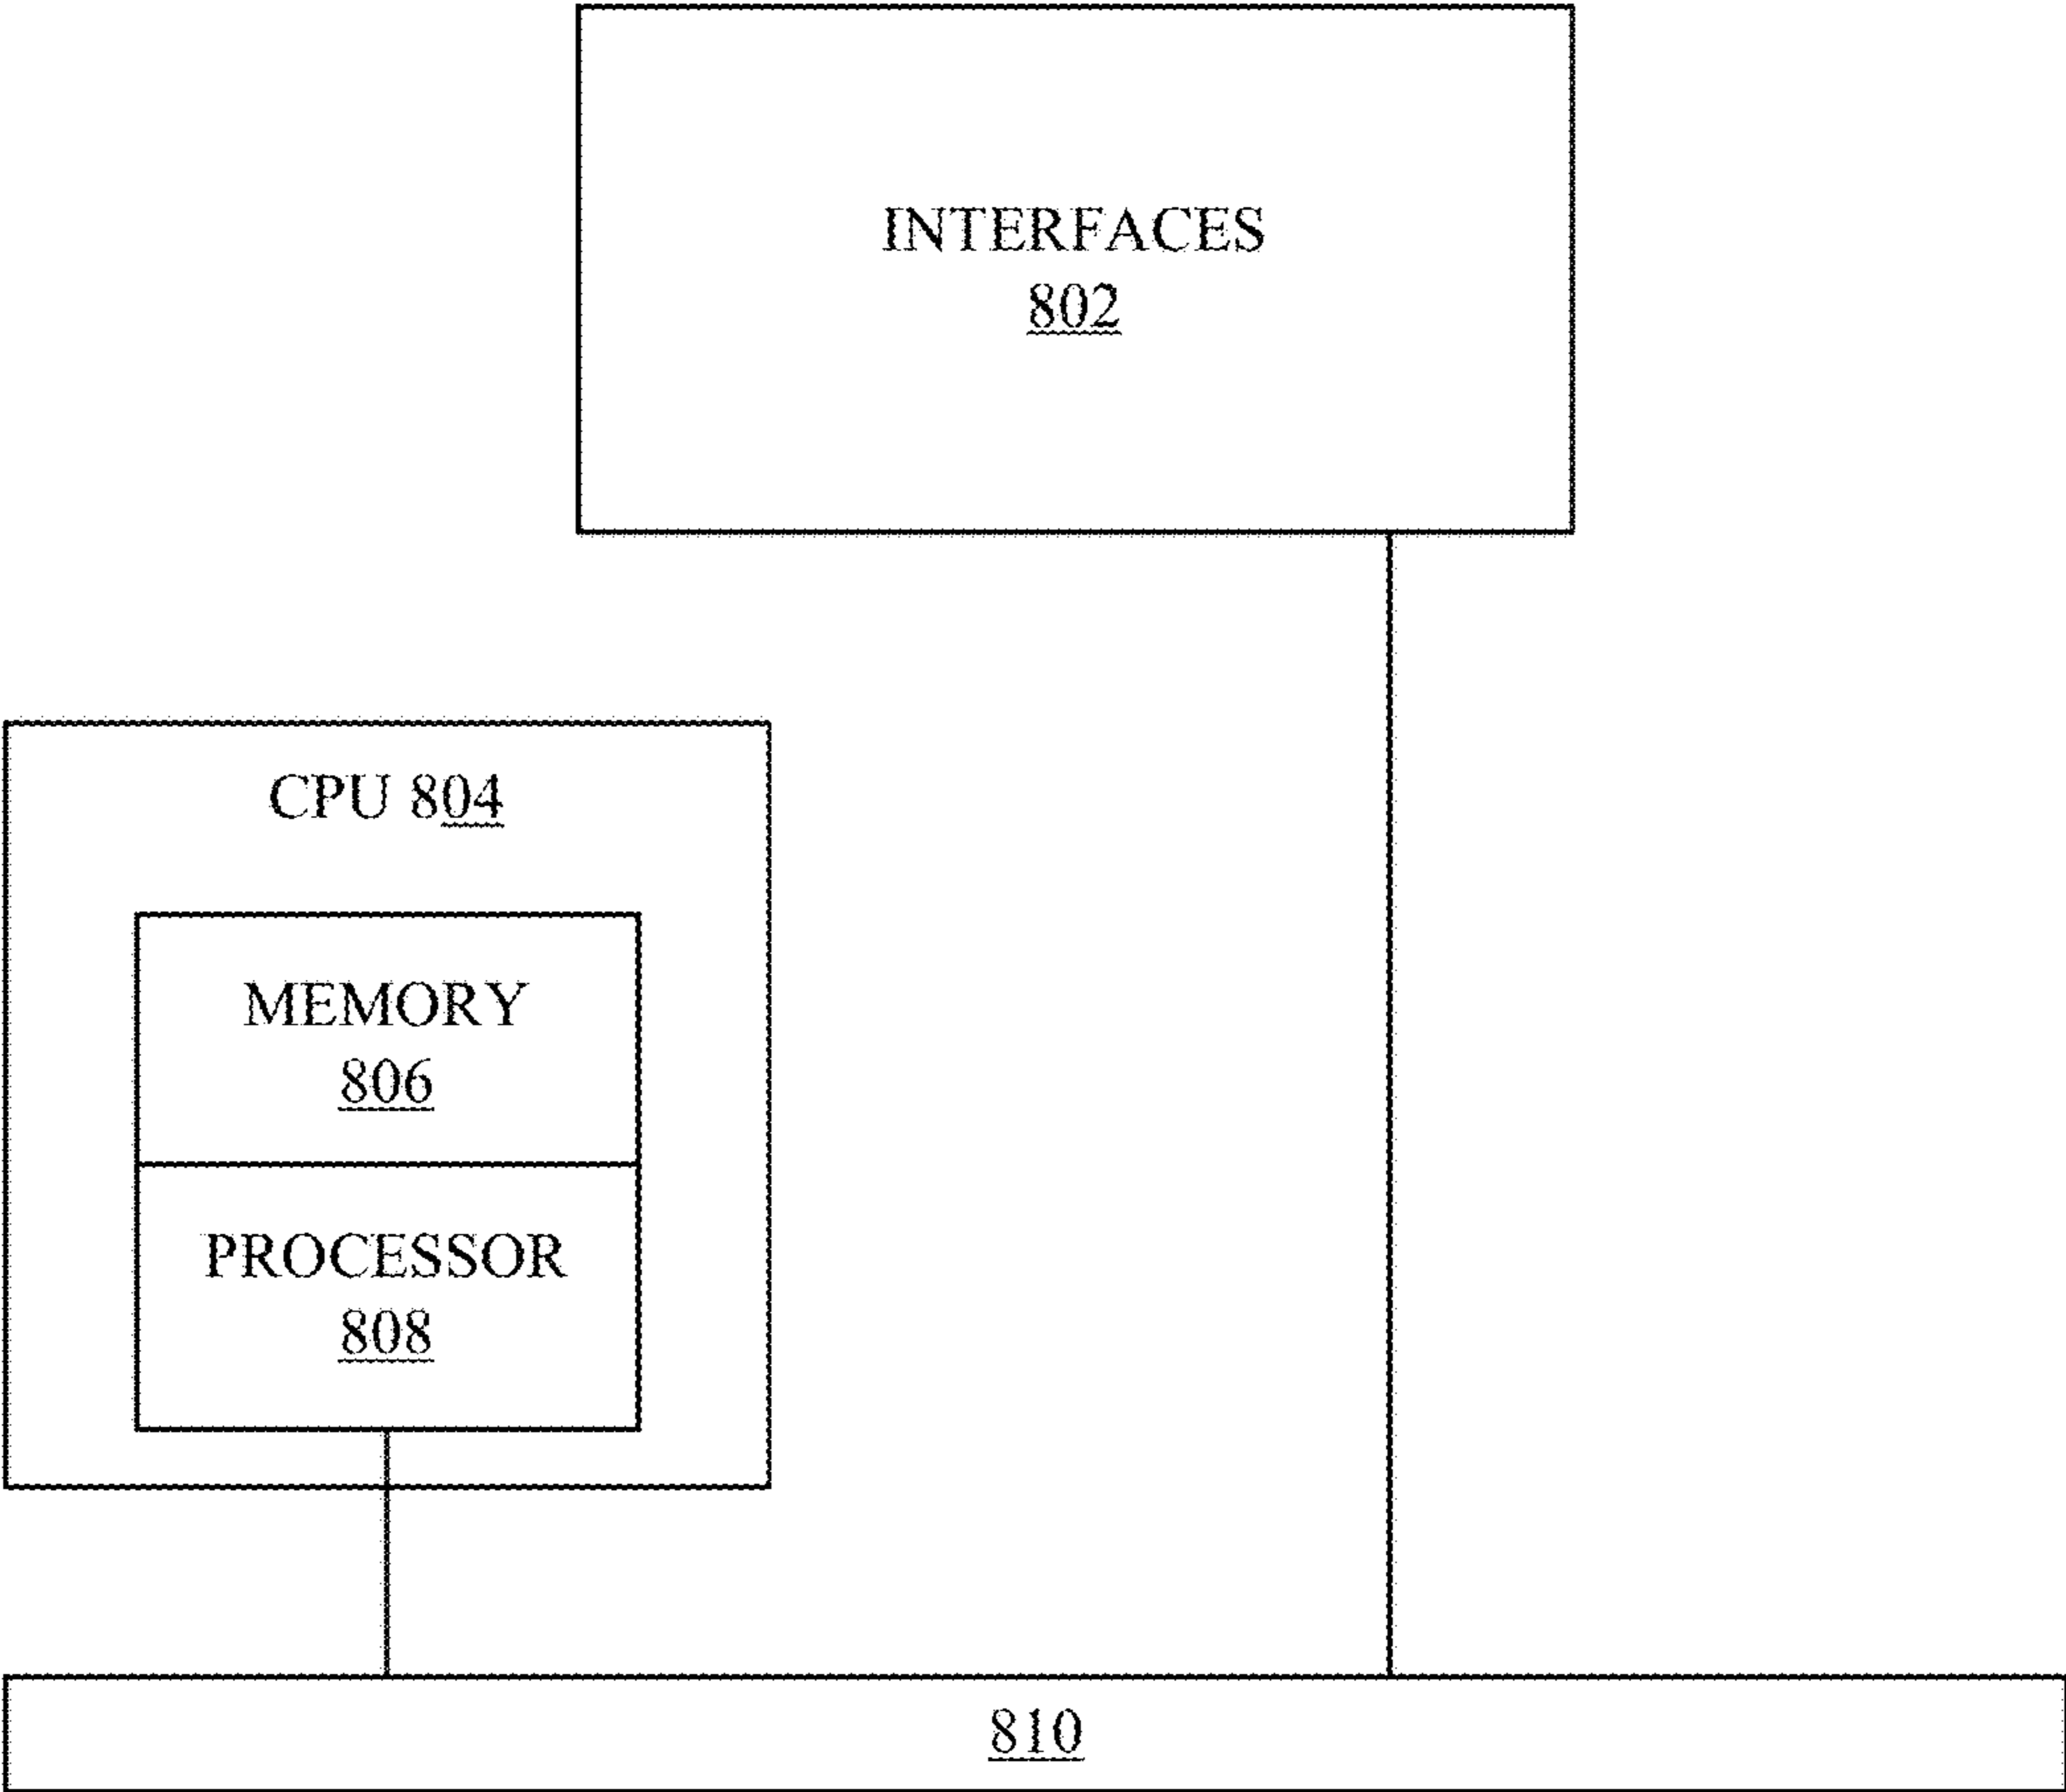 INTERFACES
802
CPU 804
MEMORY
806
PROCESSOR
808
810